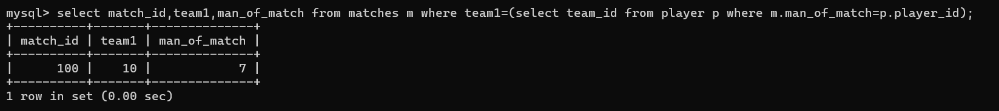 mysql> select match_id,team1,man_of_match from matches m where team1=(select team_id from player p where m.man_of_match=p.player_id);
+----------+-------+--------------+
| match_id | team1 | man_of_match |
+----------+-------+--------------+
|      100 |    10 |            7 |
+----------+-------+--------------+
1 row in set (0.00 sec)